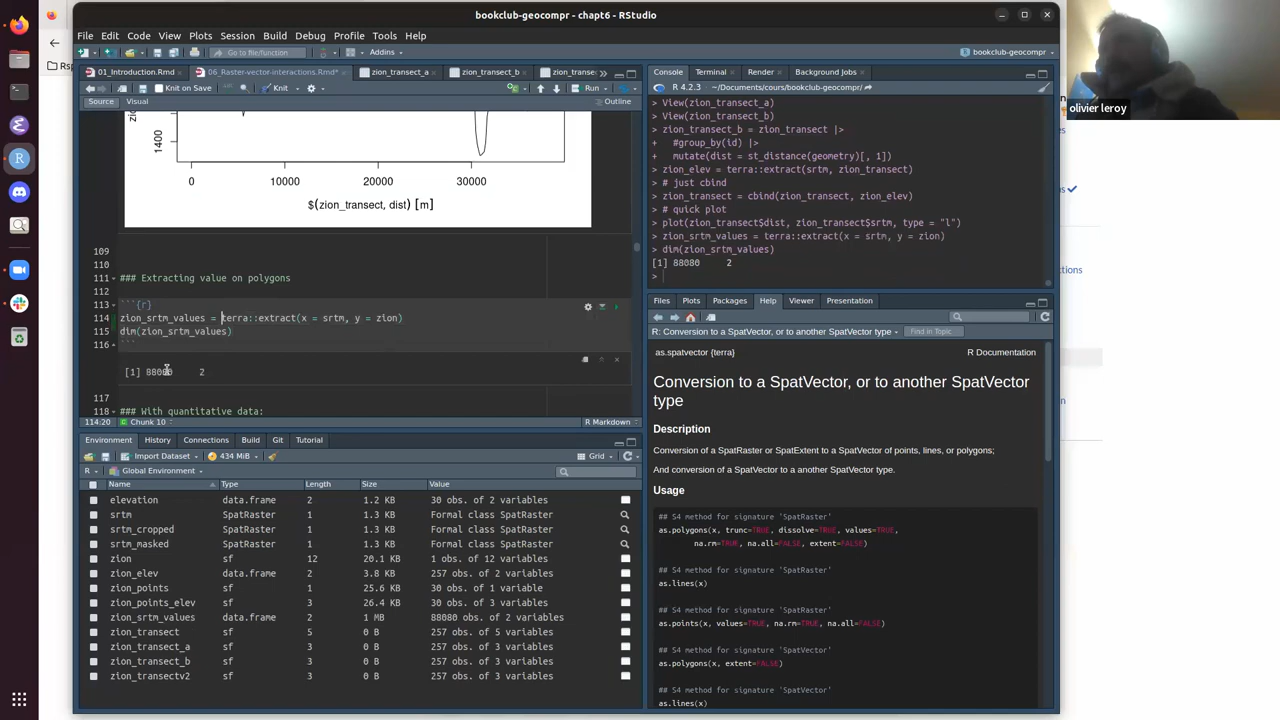 bookclub-geocompr - chapt6 - RStudio
File Edit Code View Plots Session Build Debug Profile Tools Help
Go to file/function Addins bookclub-geocompr
01_Introduction.Rmd 06_Raster-vector-interactions.Rmd* zion_transect_a zion_transect_b zion_transe
Knit on Save Knit Run
Source Visual Outline
1400
0 10000 20000 30000
$(zion_transect, dist) [m]
109
110
111 ### Extracting value on polygons
112
113 ```{r}
114 zion_srtm_values = terra::extract(x = srtm, y = zion)
115 dim(zion_srtm_values)
116 ```
[1] 88080 2
117
118 ### With quantitative data:
114:20 Chunk 10 R Markdown
Environment History Connections Build Git Tutorial
Import Dataset 434 MiB Grid
R Global Environment
Name Type Length Size Value
elevation data.frame 2 1.2 KB 30 obs. of 2 variables
srtm SpatRaster 1 1.3 KB Formal class SpatRaster
srtm_cropped SpatRaster 1 1.3 KB Formal class SpatRaster
srtm_masked SpatRaster 1 1.3 KB Formal class SpatRaster
zion sf 12 20.1 KB 1 obs. of 12 variables
zion_elev data.frame 2 3.8 KB 257 obs. of 2 variables
zion_points sf 1 25.6 KB 30 obs. of 1 variable
zion_points_elev sf 3 26.4 KB 30 obs. of 3 variables
zion_srtm_values data.frame 2 1 MB 88080 obs. of 2 variables
zion_transect sf 5 0 B 257 obs. of 5 variables
zion_transect_a sf 3 0 B 257 obs. of 3 variables
zion_transect_b sf 3 0 B 257 obs. of 3 variables
zion_transectv2 sf 3 0 B 257 obs. of 3 variables
Console Terminal Render Background Jobs
R 4.2.3 · ~/Documents/cours/bookclub-geocompr/
> View(zion_transect_a)
> View(zion_transect_b)
> zion_transect_b = zion_transect |>
+ #group_by(id) |>
+ mutate(dist = st_distance(geometry)[, 1])
> zion_elev = terra::extract(srtm, zion_transect)
> # just cbind
> zion_transect = cbind(zion_transect, zion_elev)
> # quick plot
> plot(zion_transect$dist, zion_transect$srtm, type = "l")
> zion_srtm_values = terra::extract(x = srtm, y = zion)
> dim(zion_srtm_values)
[1] 88080 2
>
Files Plots Packages Help Viewer Presentation
R: Conversion to a SpatVector, or to another SpatVector type Find in Topic
as.spatvector {terra} R Documentation
Conversion to a SpatVector, or to another SpatVector
type
Description
Conversion of a SpatRaster or SpatExtent to a SpatVector of points, lines, or polygons;
And conversion of a SpatVector to a another SpatVector type.
Usage
## S4 method for signature 'SpatRaster'
as.polygons(x, trunc=TRUE, dissolve=TRUE, values=TRUE,
na.rm=TRUE, na.all=FALSE, extent=FALSE)
## S4 method for signature 'SpatRaster'
as.lines(x)
## S4 method for signature 'SpatRaster'
as.points(x, values=TRUE, na.rm=TRUE, na.all=FALSE)
## S4 method for signature 'SpatVector'
as.polygons(x, extent=FALSE)
## S4 method for signature 'SpatVector'
as.lines(x)
olivier leroy